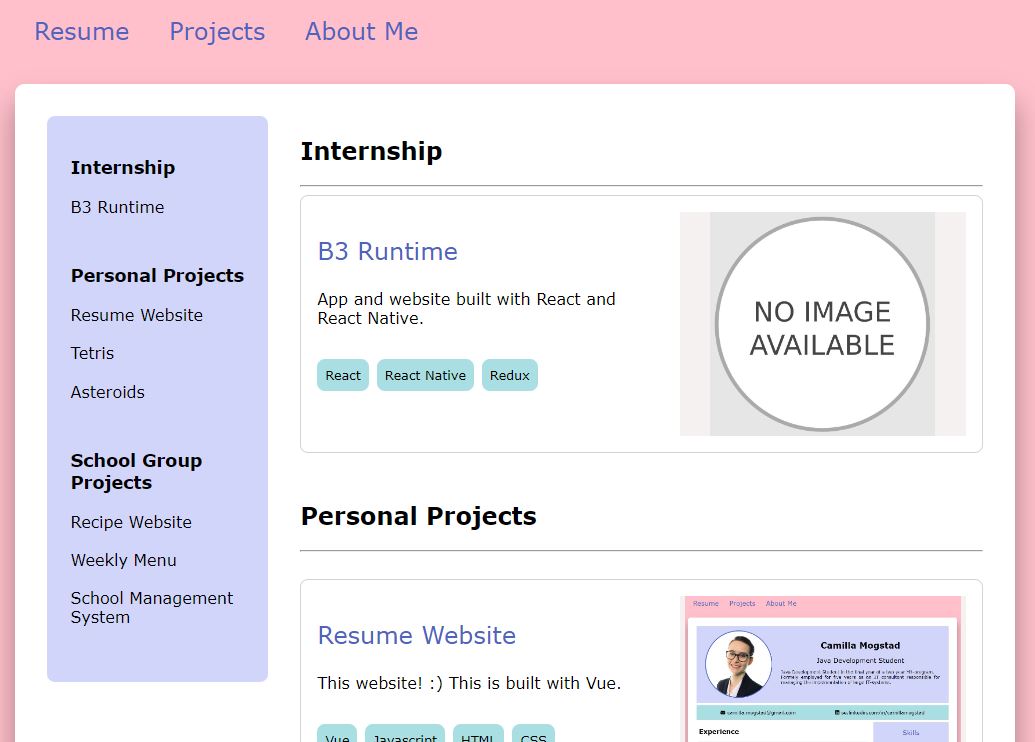 Resume Projects About Me
Internship
B3 Runtime
Personal Projects
Resume Website
Tetris
Asteroids
School Group
Projects
Recipe Website
Weekly Menu
School Management
System
Internship
B3 Runtime
App and website built with React and
React Native.
React React Native Redux
NO IMAGE
AVAILABLE
Personal Projects
Resume Website
This website! :) This is built with Vue.
Vue Javascript HTML CSS
Resume Projects About Me
Camilla Mogstad
Java Development Student
Experience
Skills